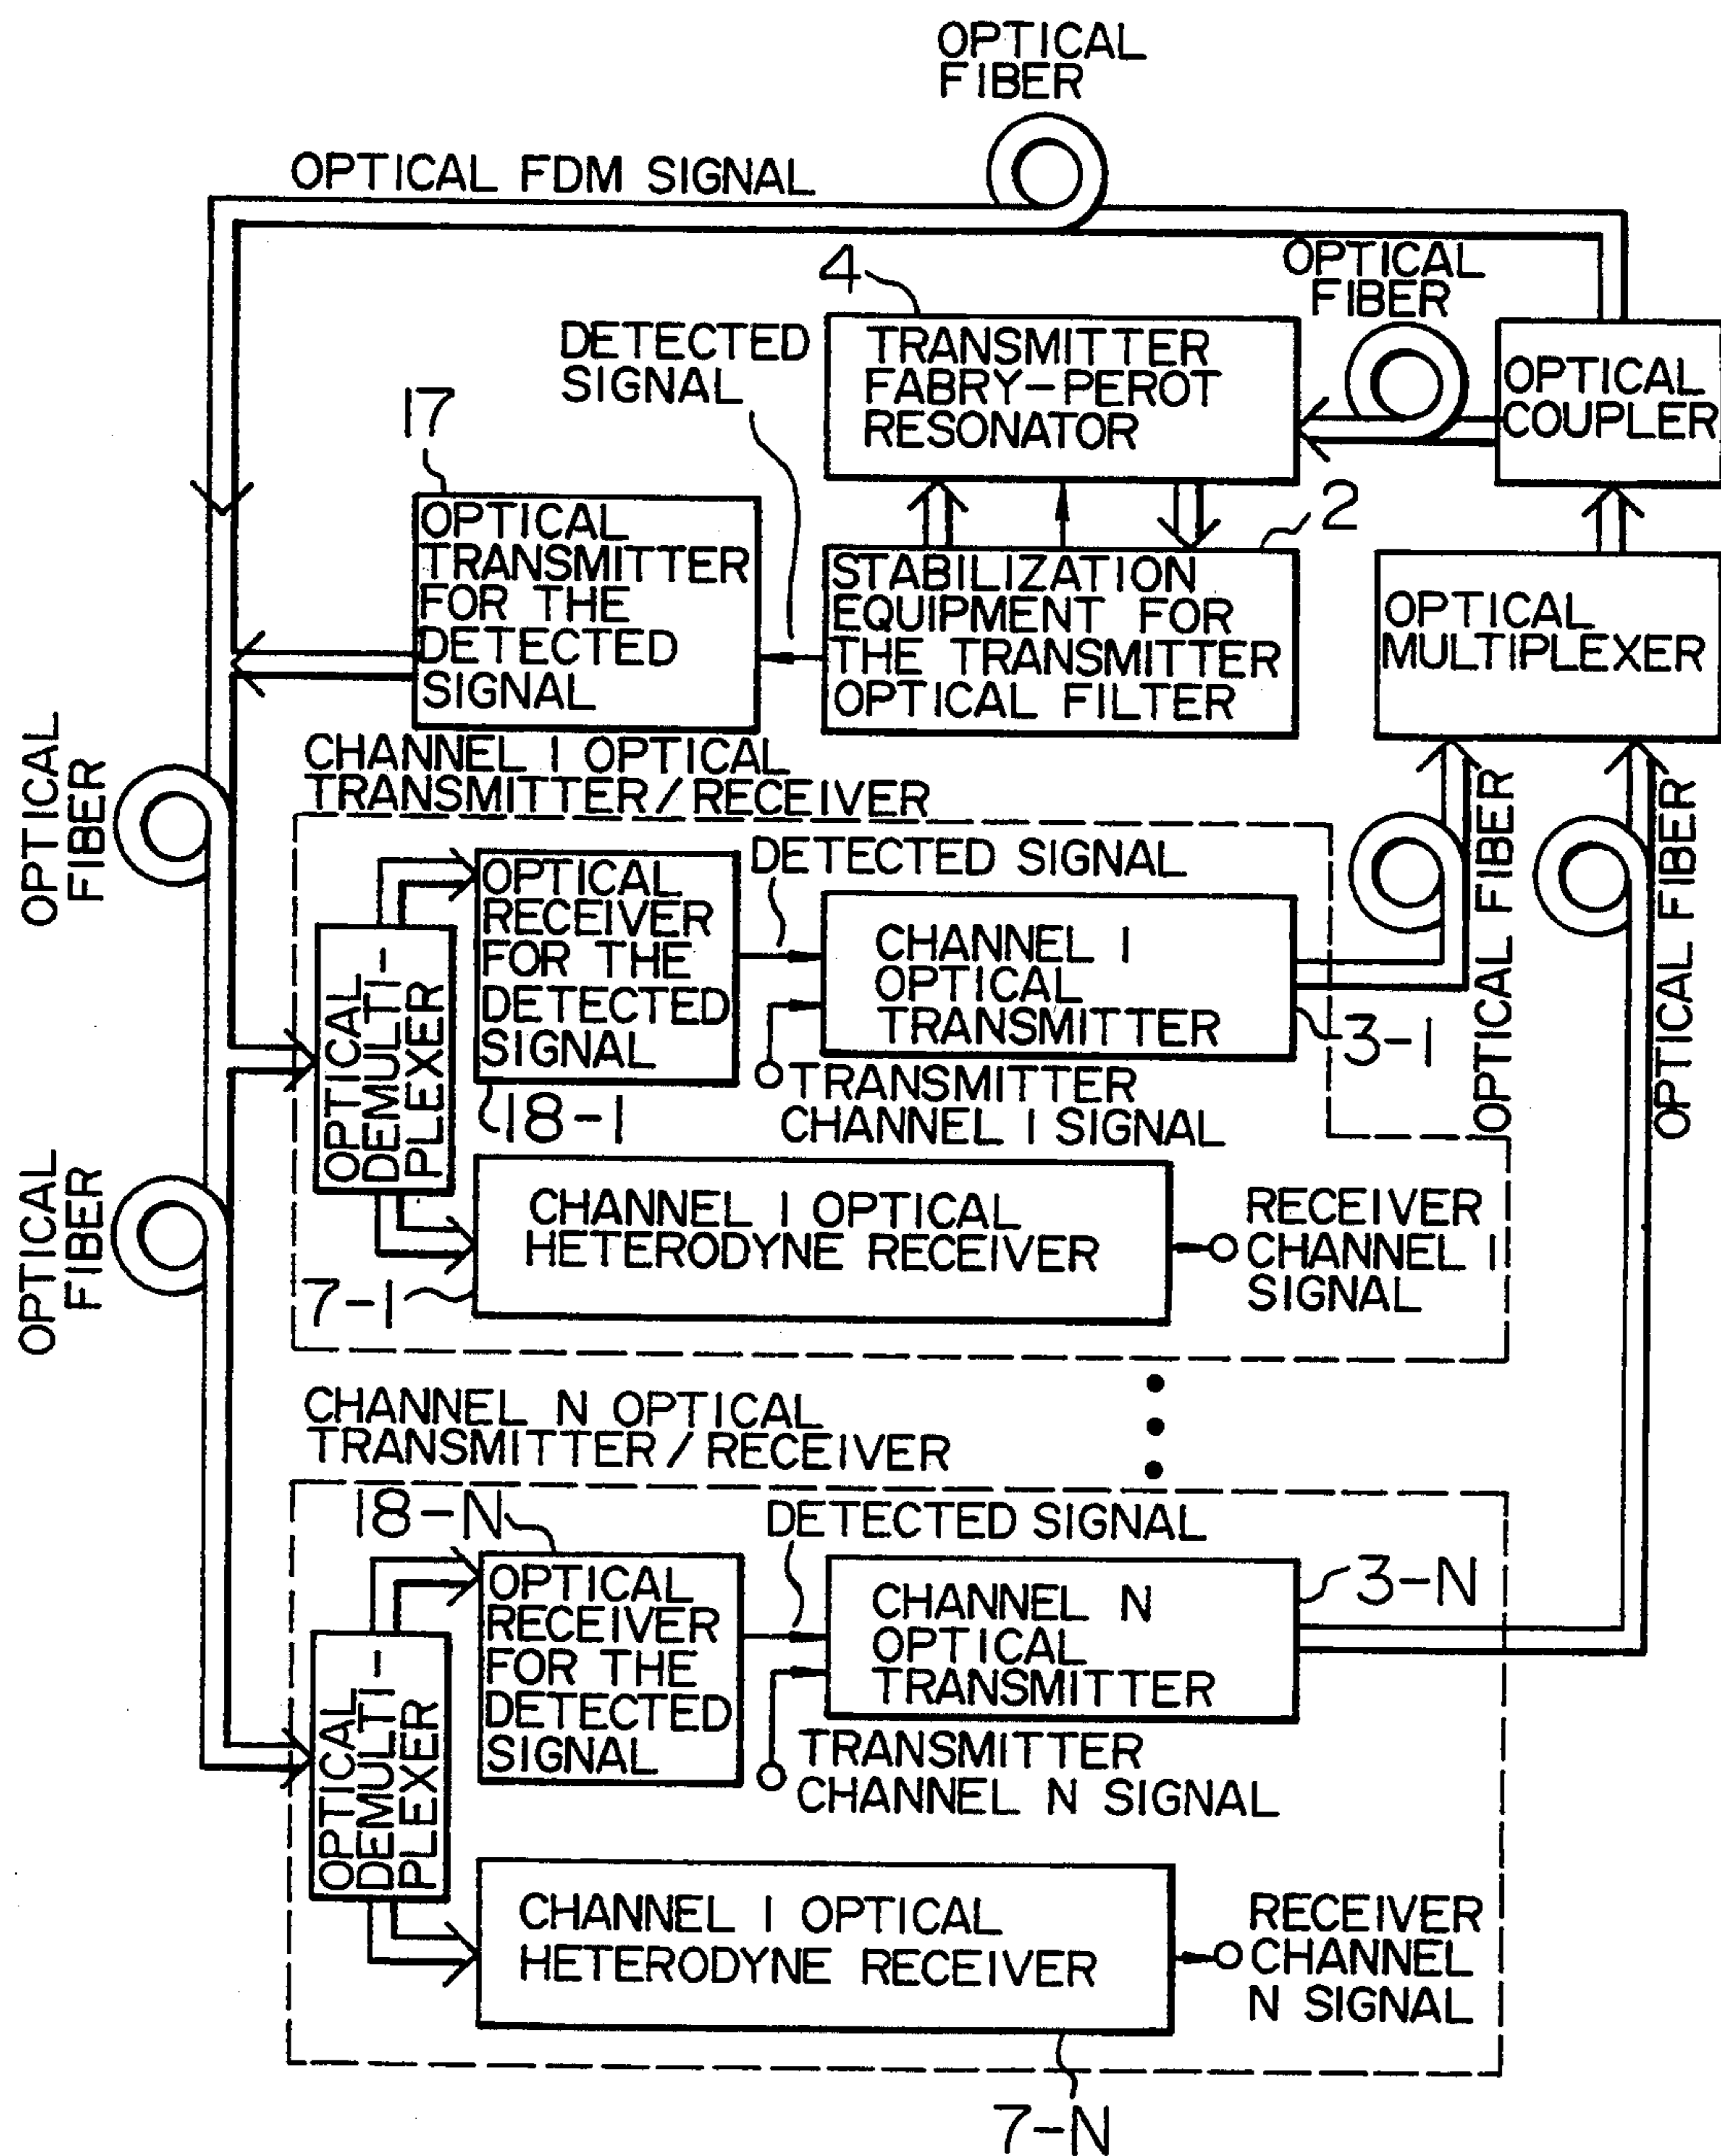 OPTICAL
FIBER
OPTICAL FDM SIGNAL
OPTICAL
FIBER
4
DETECTED
SIGNAL
TRANSMITTER
FABRY-PEROT
RESONATOR
OPTICAL
COUPLER
17
2
OPTICAL
TRANSMITTER
FOR THE
DETECTED
SIGNAL
STABILIZATION
EQUIPMENT FOR
THE TRANSMITTER
OPTICAL FILTER
OPTICAL
MULTIPLEXER
OPTICAL
FIBER
CHANNEL 1 OPTICAL
TRANSMITTER/RECEIVER
OPTICAL
RECEIVER
FOR THE
DETECTED
SIGNAL
DETECTED SIGNAL
CHANNEL 1
OPTICAL
TRANSMITTER
OPTICAL FIBER
OPTICAL FIBER
OPTICAL
DEMULTI-
PLEXER
3-1
18-1
TRANSMITTER
CHANNEL 1 SIGNAL
OPTICAL
FIBER
CHANNEL 1 OPTICAL
HETERODYNE RECEIVER
RECEIVER
CHANNEL 1
SIGNAL
7-1
CHANNEL N OPTICAL
TRANSMITTER/RECEIVER
18-N
DETECTED SIGNAL
OPTICAL
RECEIVER
FOR THE
DETECTED
SIGNAL
CHANNEL N
OPTICAL
TRANSMITTER
3-N
OPTICAL
DEMULTI-
PLEXER
TRANSMITTER
CHANNEL N SIGNAL
CHANNEL 1 OPTICAL
HETERODYNE RECEIVER
RECEIVER
CHANNEL
N SIGNAL
7-N